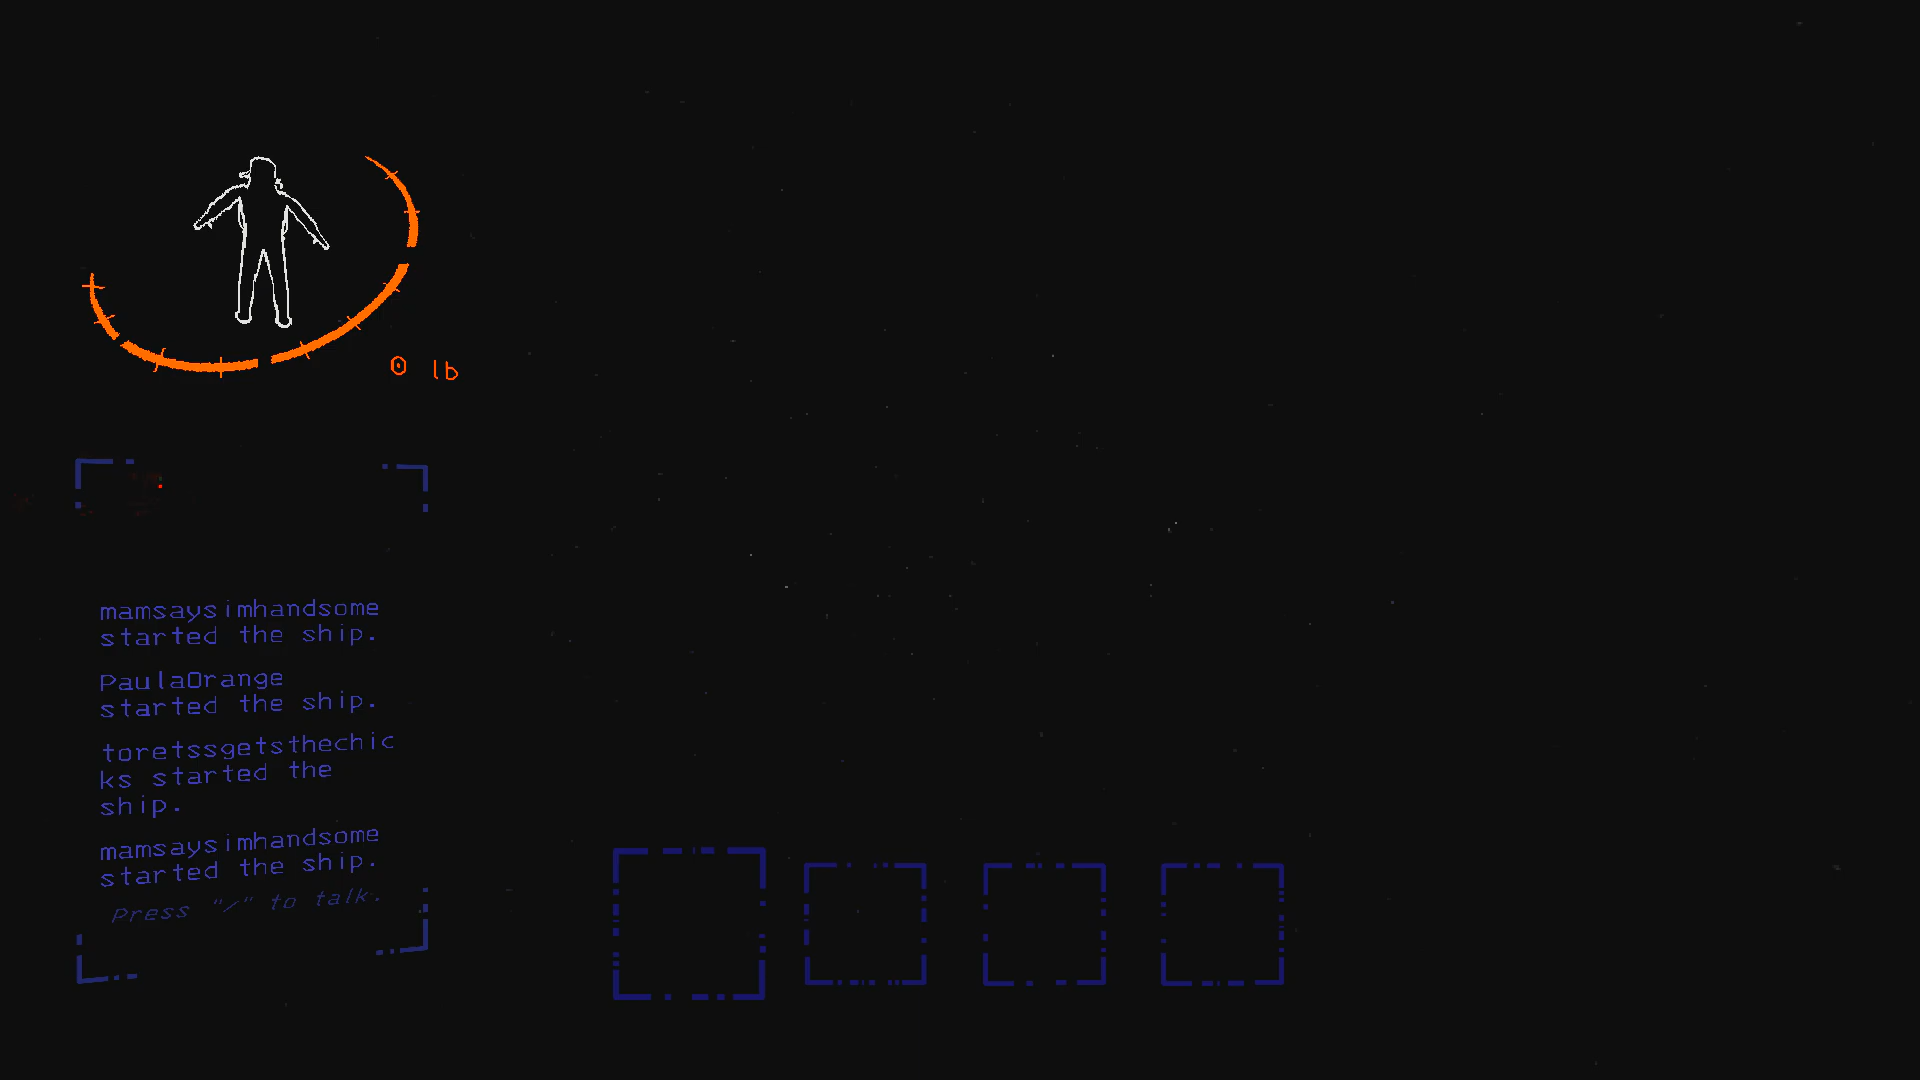 0 lb
mamsaysimhandsome
started the ship.
PaulaOrange
started the ship.
toretssgetsthechic
ks started the
ship.
mamsaysimhandsome
started the ship.
Press "/" to talk.